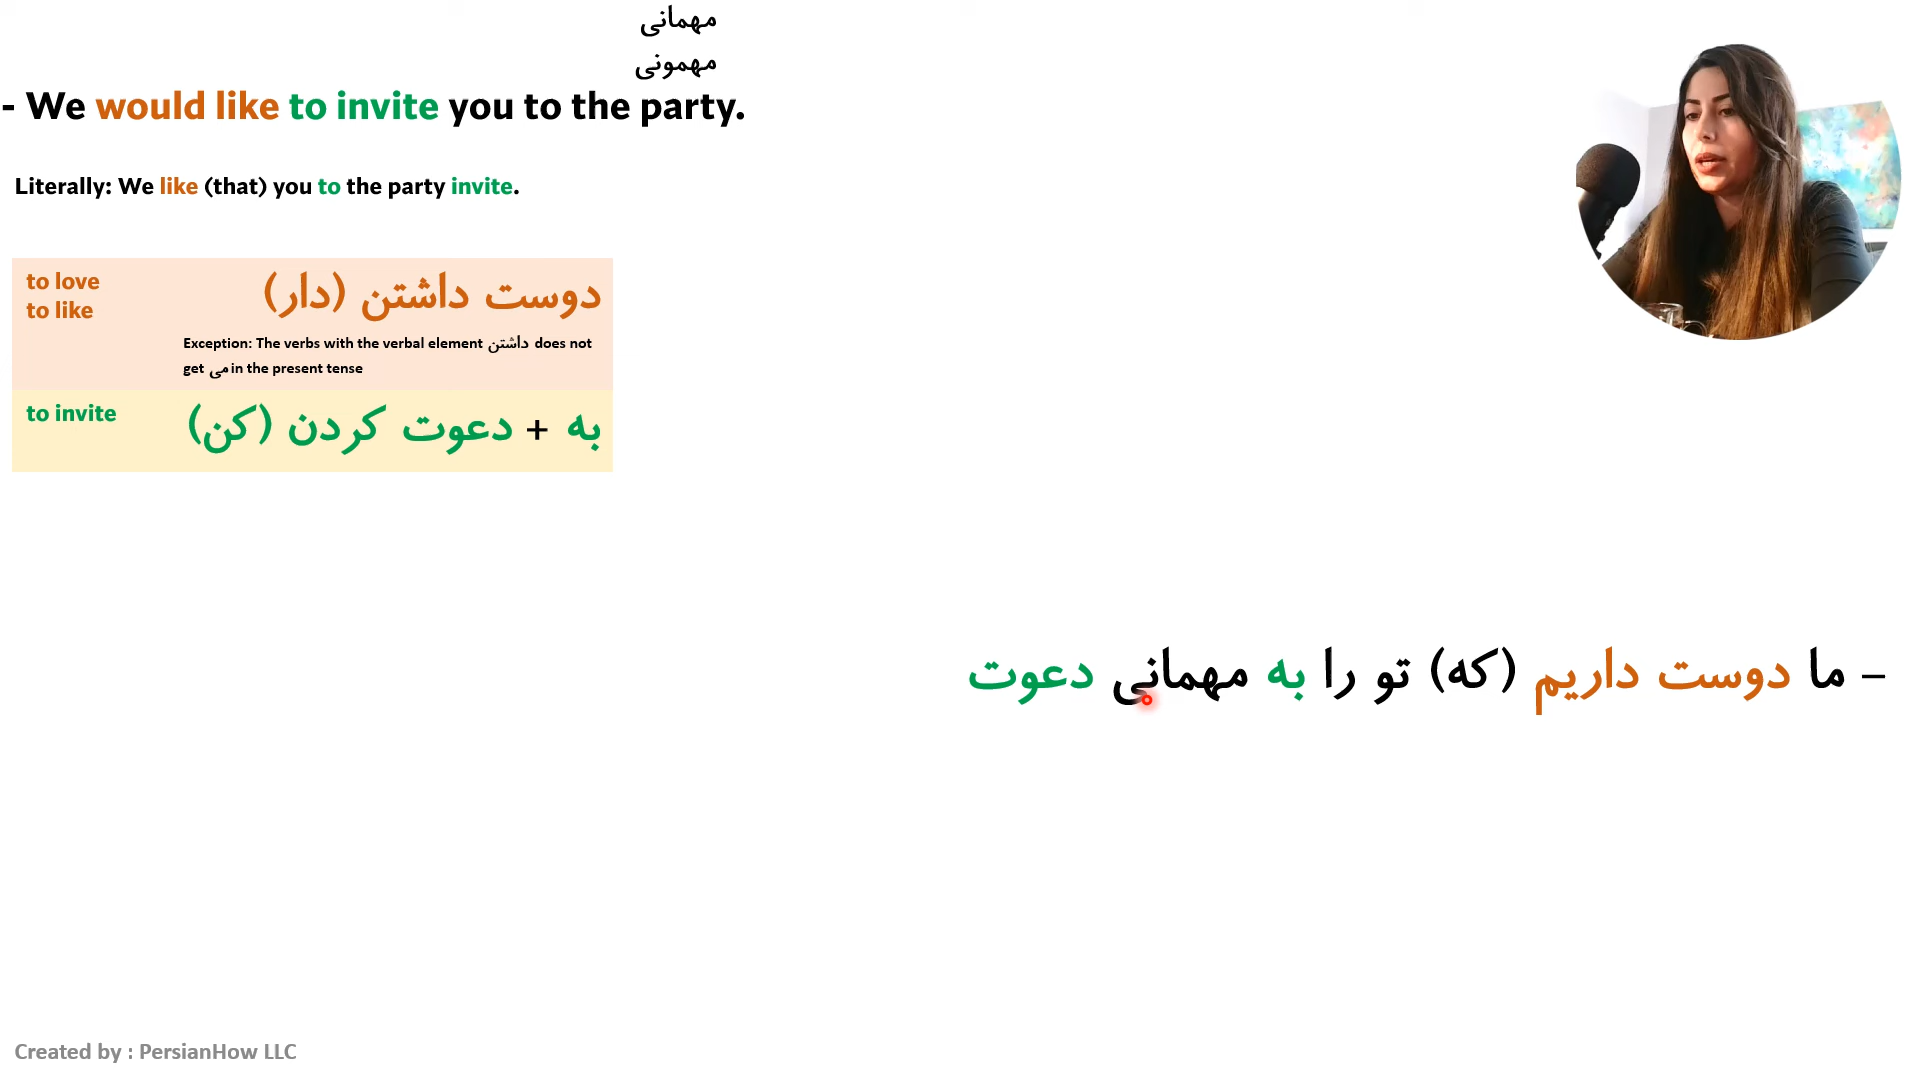 مهمانی
مهمونی
- We would like to invite you to the party.
Literally: We like (that) you to the party invite.
to love
to like
دوست داشتن (دار)
Exception: The verbs with the verbal element داشتن does not
get می in the present tense
to invite
به + دعوت کردن (کن)
– ما دوست داریم (که) تو را به مهمانی دعوت
Created by : PersianHow LLC